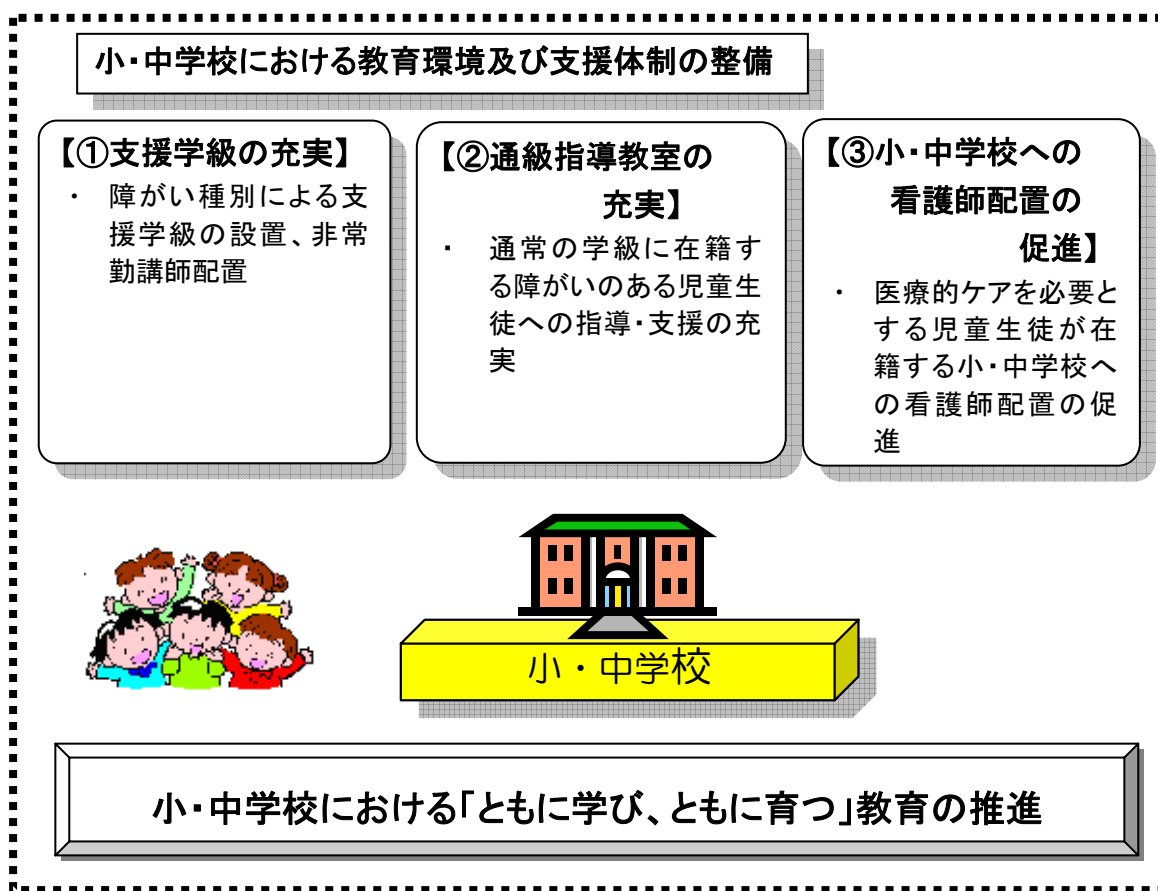 小・中学校における教育環境及び支援体制の整備
【①支援学級の充実】
・ 障がい種別による支
援学級の設置、非常
勤講師配置
【②通級指導教室の
充実】
・ 通常の学級に在籍す
る障がいのある児童生
徒への指導・支援の充
実
【③小・中学校への
看護師配置の
促進】
・ 医療的ケアを必要と
する児童生徒が在
籍する小・中学校へ
の看護師配置の促
進
小・中学校
小・中学校における「ともに学び、ともに育つ」教育の推進